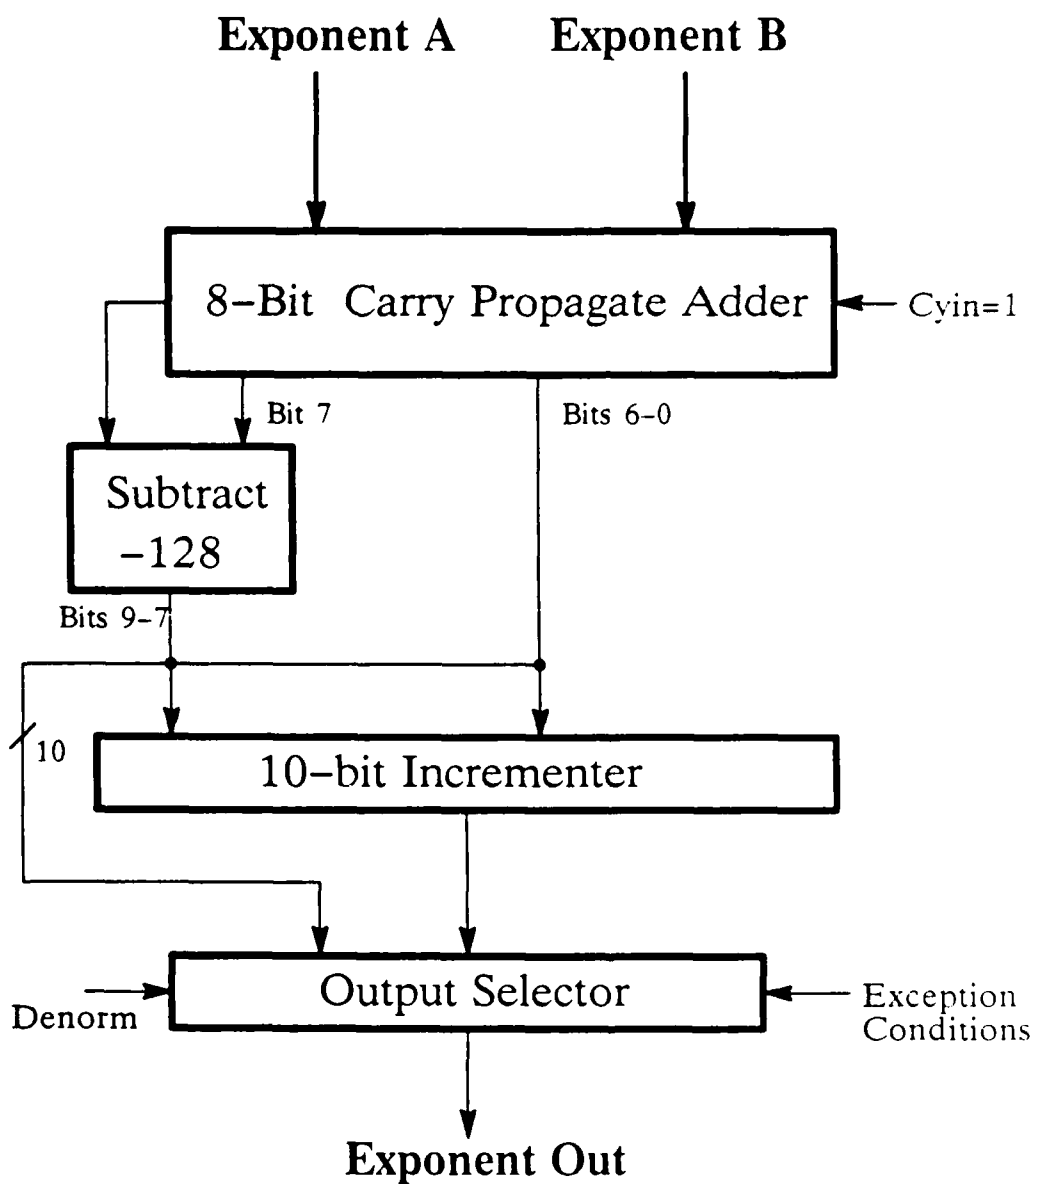 Exponent A
Exponent B
8-Bit Carry Propagate Adder
Cyin=1
Bit 7
Bits 6-0
Subtract
-128
Bits 9-7
10
10-bit Incrementer
Output Selector
Denorm
Exception
Conditions
Exponent Out